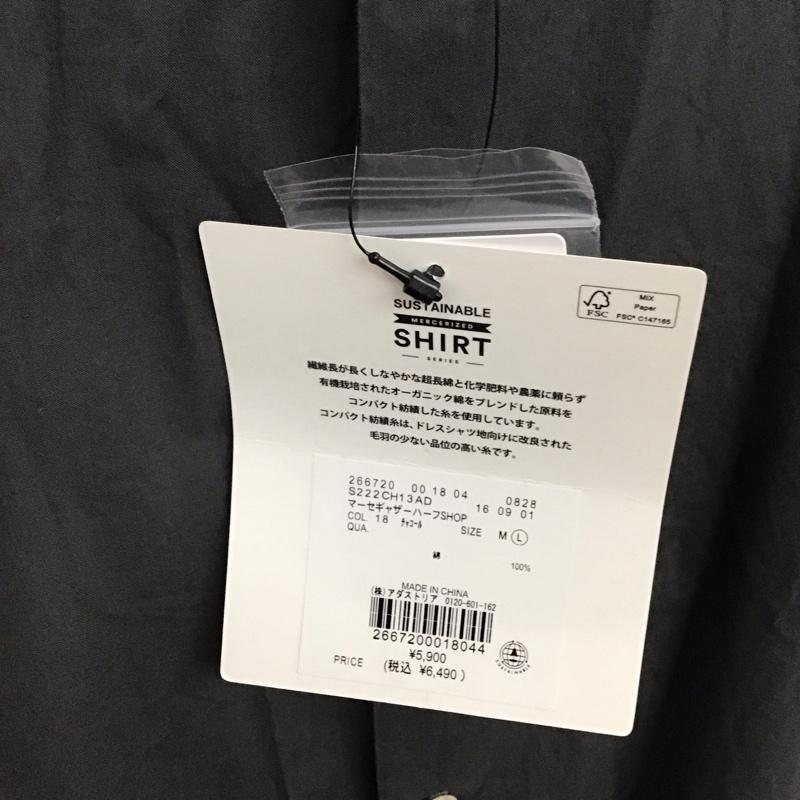 SUSTAINABLE
MERCERIZED
SHIRT
SERIES
FSC
MIX
Paper
FSC® C147165
繊維長が長くしなやかな超長綿と化学肥料や農薬に頼らず
有機栽培されたオーガニック綿をブレンドした原料を
コンパクト紡績した糸を使用しています。
コンパクト紡績糸は、ドレスシャツ地向けに改良された
毛羽の少ない品位の高い糸です。
266720 00 18 04 0828
S222CH13AD 16 09 01
マーセギャザーハーフSHOP
COL. 18 チャコール SIZE M L
QUA.
綿 100%
MADE IN CHINA
(株)アダストリア 0120-601-162
2667200018044
¥5,900
PRICE (税込 ¥6,490)
SUSTAINABLE